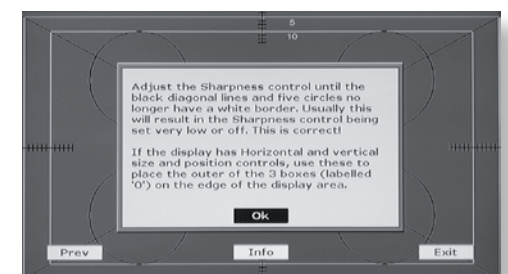 5
10
Adjust the Sharpness control until the
black diagonal lines and five circles no
longer have a white border. Usually this
will result in the Sharpness control being
set very low or off. This is correct!
If the display has Horizontal and vertical
size and position controls, use these to
place the outer of the 3 boxes (labelled
'0') on the edge of the display area.
Ok
Prev
Info
Exit